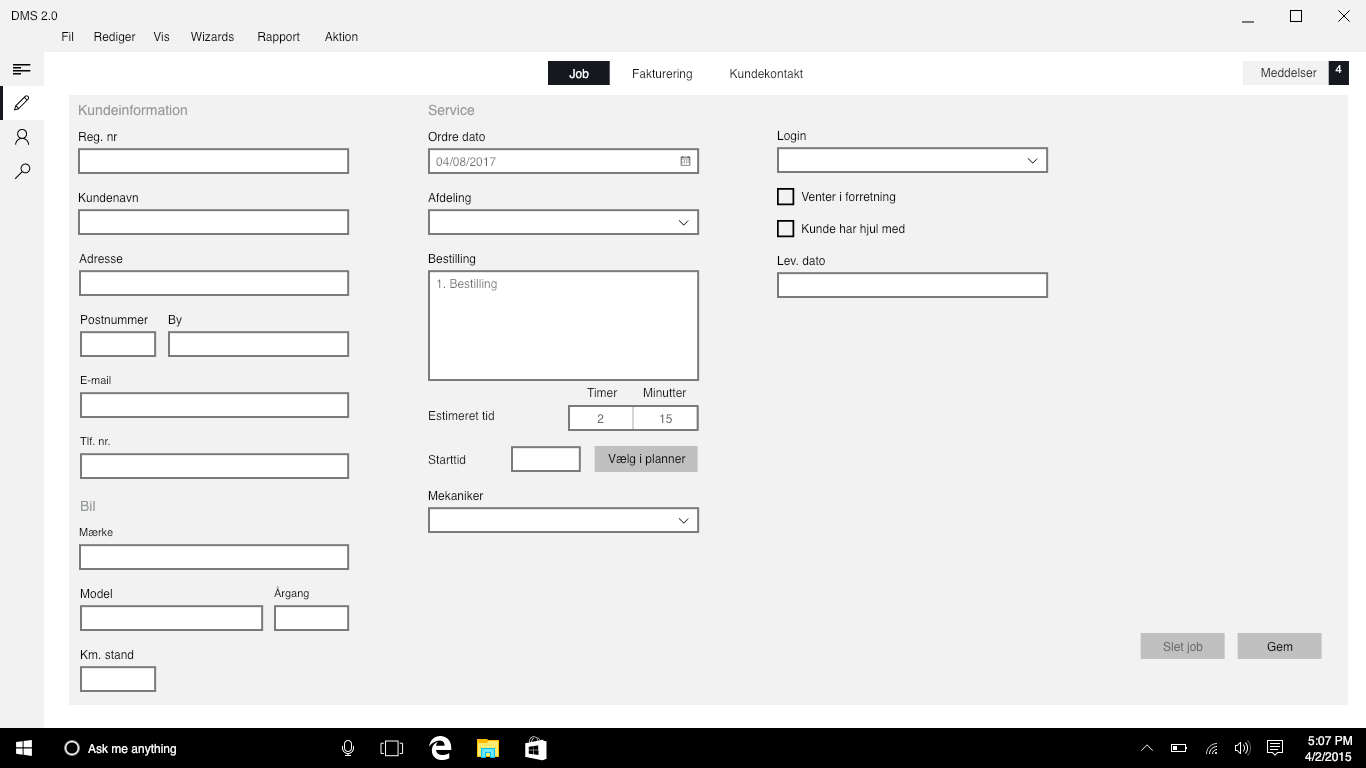 DMS 2.0
Fil Rediger Vis Wizards Rapport Aktion
Job Fakturering Kundekontakt
Meddelser 4
Kundeinformation
Reg. nr
Kundenavn
Adresse
Postnummer By
E-mail
Tlf. nr.
Bil
Mærke
Model Årgang
Km. stand
Service
Ordre dato
04/08/2017
Afdeling
Bestilling
1. Bestilling
Timer Minutter
Estimeret tid 2 15
Starttid Vælg i planner
Mekaniker
Login
Venter i forretning
Kunde har hjul med
Lev. dato
Slet job Gem
Ask me anything
5:07 PM
4/2/2015